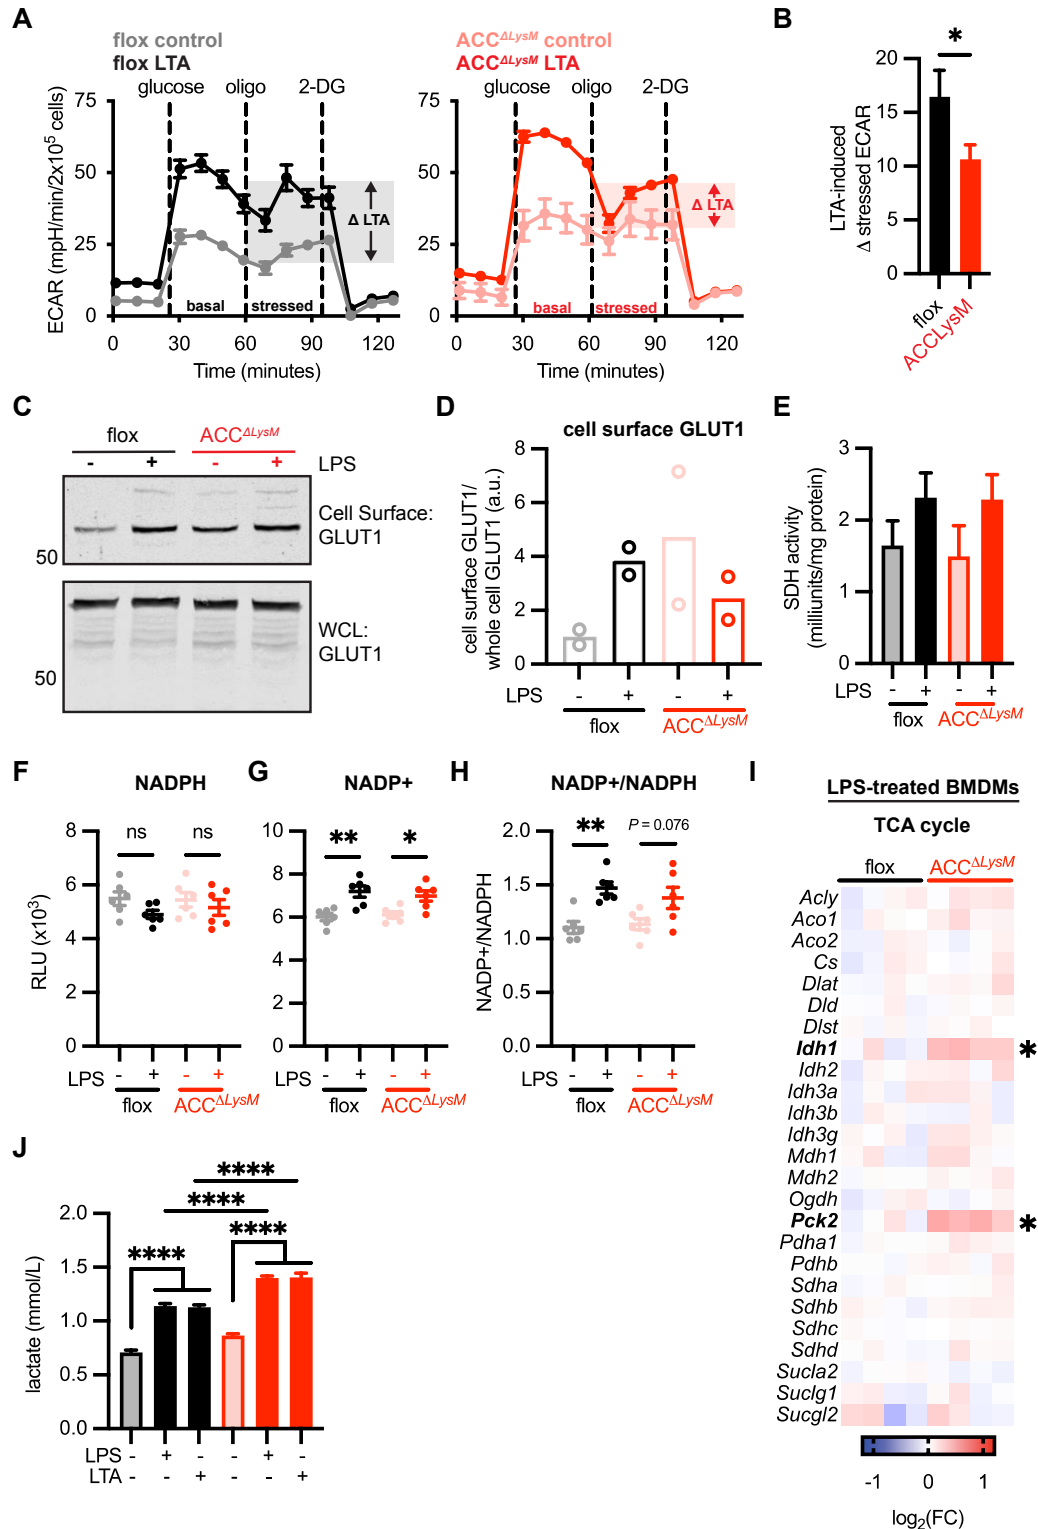 A
flox control
flox LTA
glucose oligo 2-DG
ECAR (mpH/min/2x10⁵ cells)
75
50
25
0
Δ LTA
basal stressed
0 30 60 90 120
Time (minutes)
ACC^ΔLysM control
ACC^ΔLysM LTA
glucose oligo 2-DG
75
50
25
0
Δ LTA
basal stressed
0 30 60 90 120
Time (minutes)
B
*
LTA-induced
Δ stressed ECAR
20
15
10
5
0
flox
ACCLysM
C
flox ACC^ΔLysM
- + - + LPS
Cell Surface:
GLUT1
50
WCL:
GLUT1
50
D
cell surface GLUT1
cell surface GLUT1/
whole cell GLUT1 (a.u.)
8
6
4
2
0
LPS - + - +
flox ACC^ΔLysM
E
SDH activity
(milliunits/mg protein)
3
2
1
0
LPS - + - +
flox ACC^ΔLysM
F
NADPH
ns ns
RLU (x10³)
8
6
4
2
0
LPS - + - +
flox ACC^ΔLysM
G
NADP+
** *
10
8
6
4
2
0
- + - +
flox ACC^ΔLysM
H
NADP+/NADPH
** P = 0.076
NADP+/NADPH
2.0
1.5
1.0
0.5
0.0
LPS - + - +
flox ACC^ΔLysM
I
LPS-treated BMDMs
TCA cycle
flox ACC^ΔLysM
Acly
Aco1
Aco2
Cs
Dlat
Dld
Dlst
Idh1 *
Idh2
Idh3a
Idh3b
Idh3g
Mdh1
Mdh2
Ogdh
Pck2 *
Pdha1
Pdhb
Sdha
Sdhb
Sdhc
Sdhd
Sucla2
Suclg1
Sucgl2
-1 0 1
log₂(FC)
J
****
****
**** ****
lactate (mmol/L)
2.0
1.5
1.0
0.5
0.0
LPS - + - - + -
LTA - - + - - +